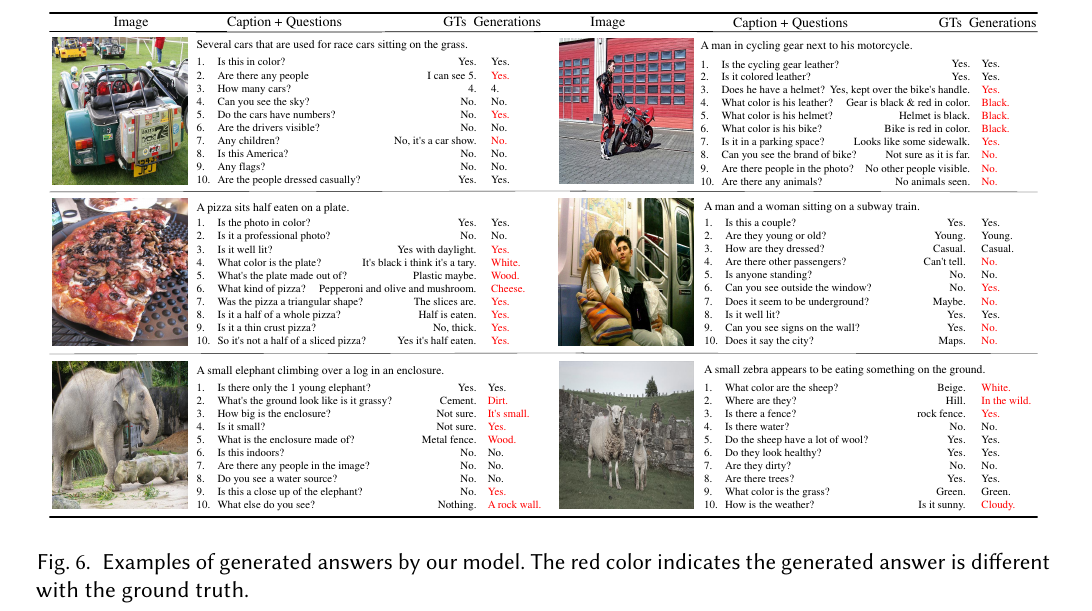 Image Caption + Questions GTs Generations Image Caption + Questions GTs Generations
Several cars that are used for race cars sitting on the grass.
1. Is this in color? Yes. Yes.
2. Are there any people I can see 5. Yes.
3. How many cars? 4. 4.
4. Can you see the sky? No. No.
5. Do the cars have numbers? No. Yes.
6. Are the drivers visible? No. No.
7. Any children? No, it's a car show. No.
8. Is this America? No. No.
9. Any flags? No. No.
10. Are the people dressed casually? Yes. Yes.
A man in cycling gear next to his motorcycle.
1. Is the cycling gear leather? Yes. Yes.
2. Is it colored leather? Yes. Yes.
3. Does he have a helmet? Yes, kept over the bike's handle. Yes.
4. What color is his leather? Gear is black & red in color. Black.
5. What color is his helmet? Helmet is black. Black.
6. What color is his bike? Bike is red in color. Black.
7. Is it in a parking space? Looks like some sidewalk. Yes.
8. Can you see the brand of bike? Not sure as it is far. No.
9. Are there people in the photo? No other people visible. No.
10. Are there any animals? No animals seen. No.
A pizza sits half eaten on a plate.
1. Is the photo in color? Yes. Yes.
2. Is it a professional photo? No. No.
3. Is it well lit? Yes with daylight. Yes.
4. What color is the plate? It's black i think it's a tary. White.
5. What's the plate made out of? Plastic maybe. Wood.
6. What kind of pizza? Pepperoni and olive and mushroom. Cheese.
7. Was the pizza a triangular shape? The slices are. Yes.
8. Is it a half of a whole pizza? Half is eaten. Yes.
9. Is it a thin crust pizza? No, thick. Yes.
10. So it's not a half of a sliced pizza? Yes it's half eaten. Yes.
A man and a woman sitting on a subway train.
1. Is this a couple? Yes. Yes.
2. Are they young or old? Young. Young.
3. How are they dressed? Casual. Casual.
4. Are there other passengers? Can't tell. No.
5. Is anyone standing? No. No.
6. Can you see outside the window? No. Yes.
7. Does it seem to be underground? Maybe. No.
8. Is it well lit? Yes. Yes.
9. Can you see signs on the wall? Yes. No.
10. Does it say the city? Maps. No.
A small elephant climbing over a log in an enclosure.
1. Is there only the 1 young elephant? Yes. Yes.
2. What's the ground look like is it grassy? Cement. Dirt.
3. How big is the enclosure? Not sure. It's small.
4. Is it small? Not sure. Yes.
5. What is the enclosure made of? Metal fence. Wood.
6. Is this indoors? No. No.
7. Are there any people in the image? No. No.
8. Do you see a water source? No. No.
9. Is this a close up of the elephant? No. Yes.
10. What else do you see? Nothing. A rock wall.
A small zebra appears to be eating something on the ground.
1. What color are the sheep? Beige. White.
2. Where are they? Hill. In the wild.
3. Is there a fence? rock fence. Yes.
4. Is there water? No. No.
5. Do the sheep have a lot of wool? Yes. Yes.
6. Do they look healthy? Yes. Yes.
7. Are they dirty? No. No.
8. Are there trees? Yes. Yes.
9. What color is the grass? Green. Green.
10. How is the weather? Is it sunny. Cloudy.
Fig. 6. Examples of generated answers by our model. The red color indicates the generated answer is different
with the ground truth.